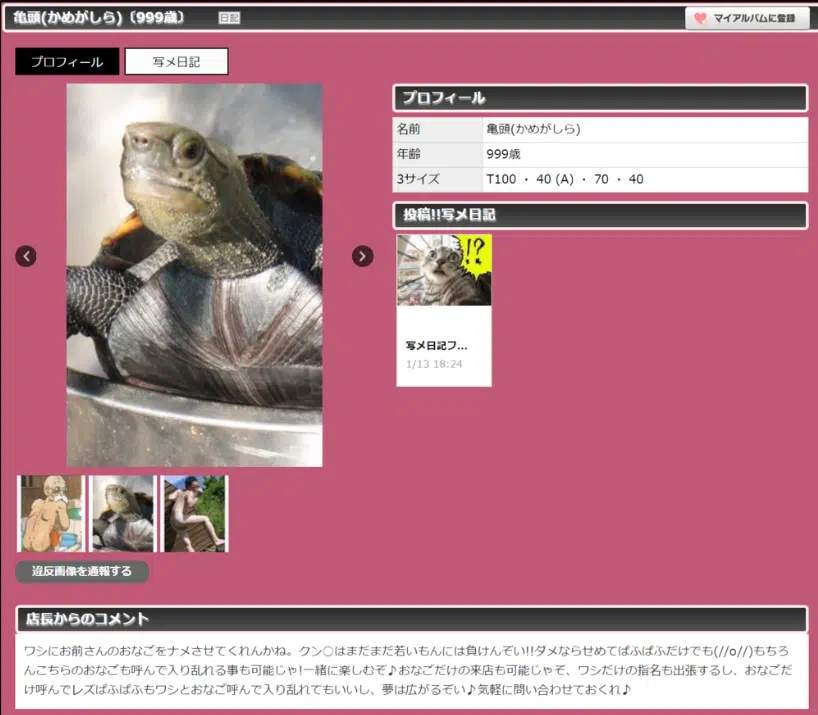 亀頭(かめがしら)〔999歳〕 日記 マイアルバムに登録
プロフィール 写メ日記
プロフィール
名前 亀頭(かめがしら)
年齢 999歳
3サイズ T100 ・ 40 (A) ・ 70 ・ 40
投稿!!写メ日記
!?
写メ日記フ...
1/13 18:24
違反画像を通報する
店長からのコメント
ワシにお前さんのおなごをナメさせてくれんかね。クン○はまだまだ若いもんには負けんぞい!!ダメならせめてぱふぱふだけでも(//o//)もちろ
んこちらのおなごも呼んで入り乱れる事も可能じゃ!一緒に楽しむぞ♪おなごだけの来店も可能じゃぞ、ワシだけの指名も出張するし、おなごだ
け呼んでレズぱふぱふもワシとおなご呼んで入り乱れてもいいし、夢は広がるぞい♪気軽に問い合わせておくれ♪